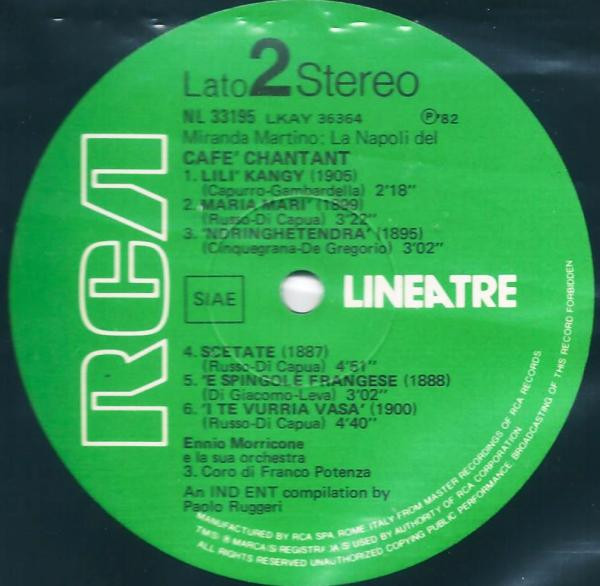 Lato 2 Stereo
NL 33195 LKAY 36364 Ⓟ82
Miranda Martino: La Napoli del
CAFE' CHANTANT
1. LILI' KANGY (1905)
(Capurro-Gambardella) 2'18"
2. MARIA MARI' (1899)
(Russo-Di Capua) 3'22"
3. 'NDRINGHETENDRA' (1895)
(Cinquegrana-De Gregorio) 3'02"
RCA
SIAE
LINEATRE
4. SCETATE (1887)
(Russo-Di Capua) 4'51"
5. 'E SPINGOLE FRANGESE (1888)
(Di Giacomo-Leva) 3'02"
6. 'I TE VURRIA VASA' (1900)
(Russo-Di Capua) 4'40"
Ennio Morricone
e la sua orchestra
3. Coro di Franco Potenza
An IND ENT compilation by
Paolo Ruggeri
MANUFACTURED BY RCA SPA, ROME, ITALY FROM MASTER RECORDINGS OF RCA RECORDS
TMS ® MARCA(S) REGISTRADA(S) USED BY AUTHORITY OF RCA CORPORATION
ALL RIGHTS RESERVED UNAUTHORIZED COPYING PUBLIC PERFORMANCE BROADCASTING OF THIS RECORD FORBIDDEN